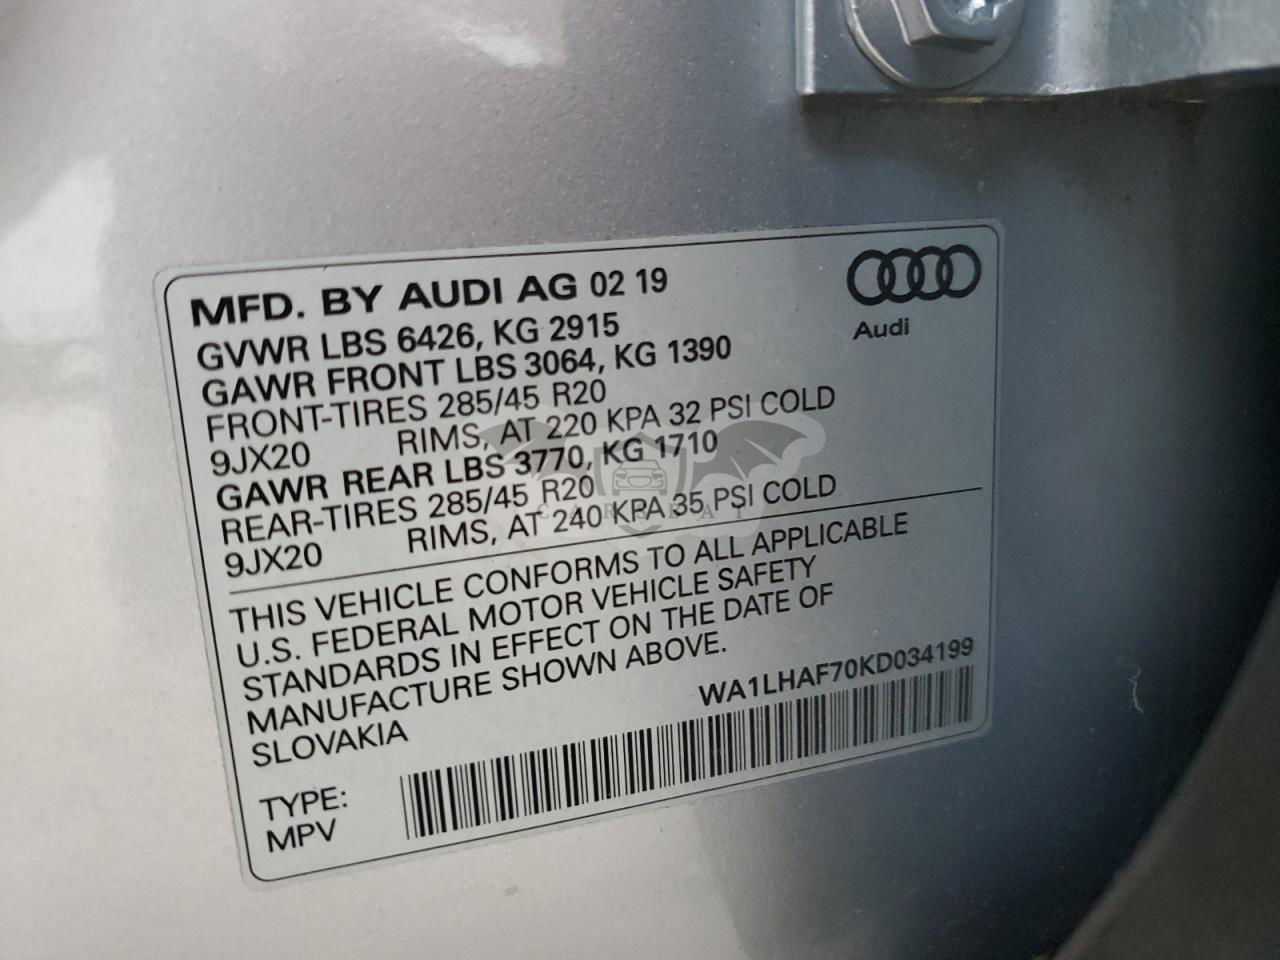 MFD. BY AUDI AG 02 19
Audi
GVWR LBS 6426, KG 2915
GAWR FRONT LBS 3064, KG 1390
FRONT-TIRES 285/45 R20
9JX20 RIMS, AT 220 KPA 32 PSI COLD
GAWR REAR LBS 3770, KG 1710
REAR-TIRES 285/45 R20
9JX20 RIMS, AT 240 KPA 35 PSI COLD
THIS VEHICLE CONFORMS TO ALL APPLICABLE
U.S. FEDERAL MOTOR VEHICLE SAFETY
STANDARDS IN EFFECT ON THE DATE OF
MANUFACTURE SHOWN ABOVE.
SLOVAKIA
WA1LHAF70KD034199
TYPE:
MPV